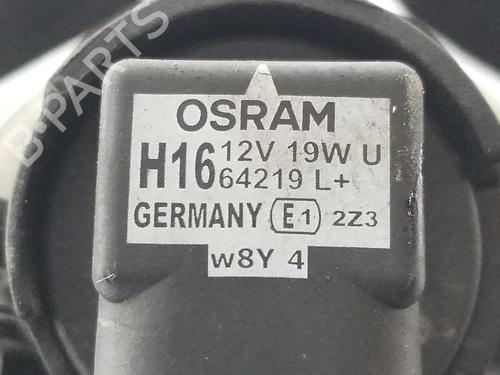 B-PARTS
OSRAM
H16 12V 19W U
64219 L+
GERMANY E1 2Z3
w8Y 4